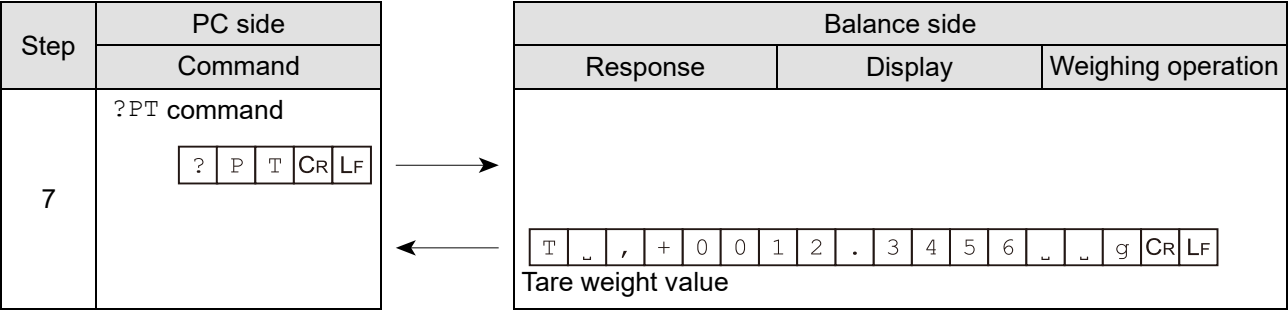 Step PC side Balance side
Command Response Display Weighing operation
?PT command
? P T CR LF
7
T ␣ , + 0 0 1 2 . 3 4 5 6 ␣ ␣ g CR LF
Tare weight value